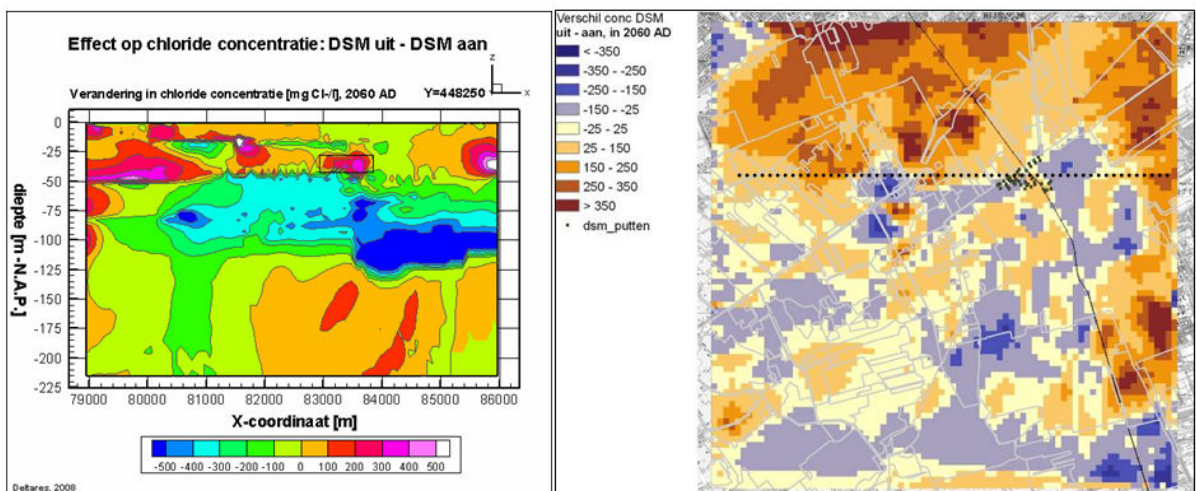 Effect op chloride concentratie: DSM uit - DSM aan
z
x
Verandering in chloride concentratie [mg Cl-/l], 2060 AD Y=448250
0
-25
-50
-75
-100
-125
-150
-175
-200
-225
diepte [m-N.A.P.]
79000 80000 81000 82000 83000 84000 85000 86000
X-coordinaat [m]
-500 -400 -300 -200 -100 0 100 200 300 400 500
Deltares, 2008
Verschil conc DSM
uit - aan, in 2060 AD
< -350
-350 - -250
-250 - -150
-150 - -25
-25 - 25
25 - 150
150 - 250
250 - 350
> 350
dsm_putten